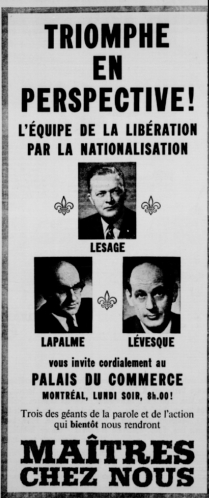 TRIOMPHE
EN
PERSPECTIVE!
L'ÉQUIPE DE LA LIBÉRATION
PAR LA NATIONALISATION
LESAGE
LAPALME
LÉVESQUE
vous invite cordialement au
PALAIS DU COMMERCE
MONTRÉAL, LUNDI SOIR, 8h.00!
Trois des géants de la parole et de l'action
qui bientôt nous rendront
MAÎTRES
CHEZ NOUS